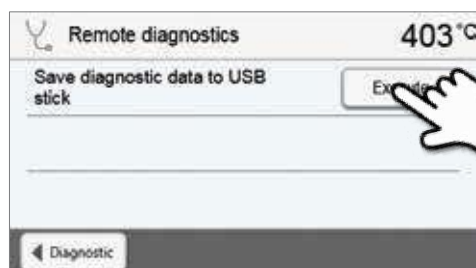 Remote diagnostics 403 °C
Save diagnostic data to USB
stick
Diagnostic